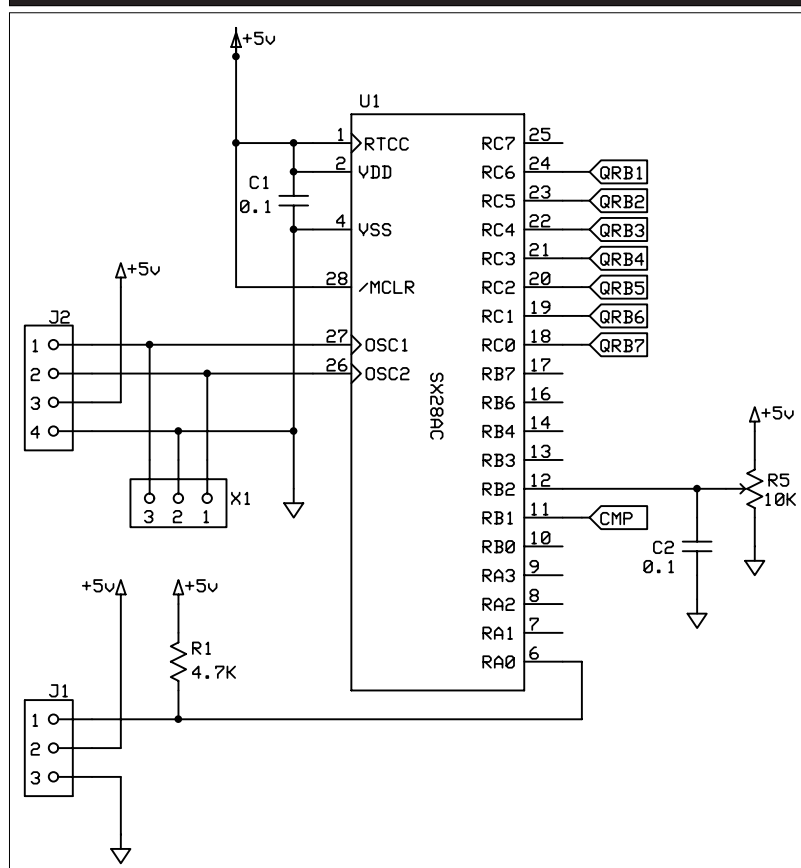 +5v
U1
1 RTCC
2 VDD
4 VSS
28 /MCLR
27 OSC1
26 OSC2
SX28AC
RC7 25
RC6 24 QRB1
RC5 23 QRB2
RC4 22 QRB3
RC3 21 QRB4
RC2 20 QRB5
RC1 19 QRB6
RC0 18 QRB7
RB7 17
RB6 16
RB4 14
RB3 13
RB2 12
RB1 11 CMP
RB0 10
RA3 9
RA2 8
RA1 7
RA0 6
C1
0.1
+5v
J2
1
2
3
4
3 2 1 X1
+5v
R5
10K
C2
0.1
+5v
+5v
R1
4.7K
J1
1
2
3